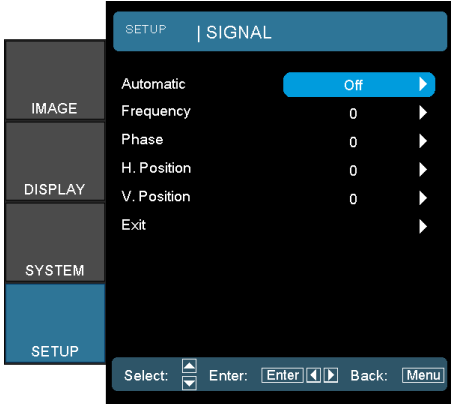 SETUP | SIGNAL
Automatic Off
Frequency 0
Phase 0
H. Position 0
V. Position 0
Exit
IMAGE
DISPLAY
SYSTEM
SETUP
Select: Enter: Enter Back: Menu